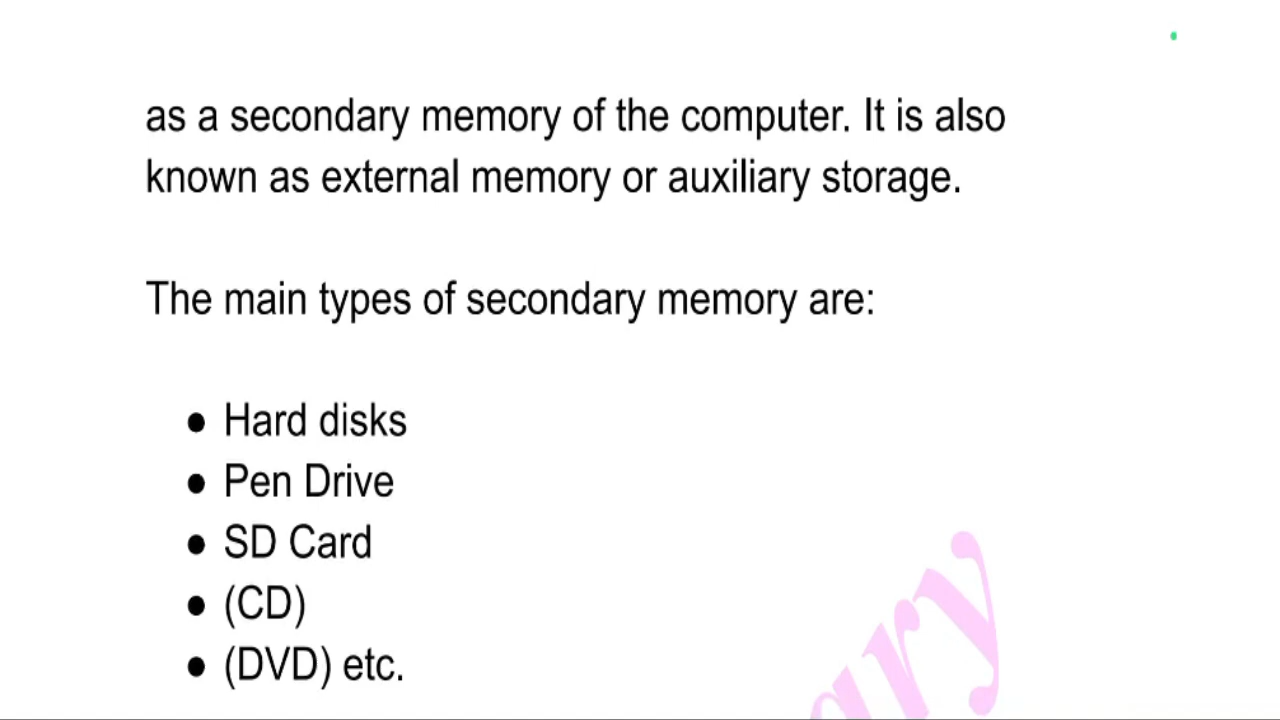 as a secondary memory of the computer. It is also
known as external memory or auxiliary storage.
The main types of secondary memory are:
● Hard disks
● Pen Drive
● SD Card
● (CD)
● (DVD) etc.